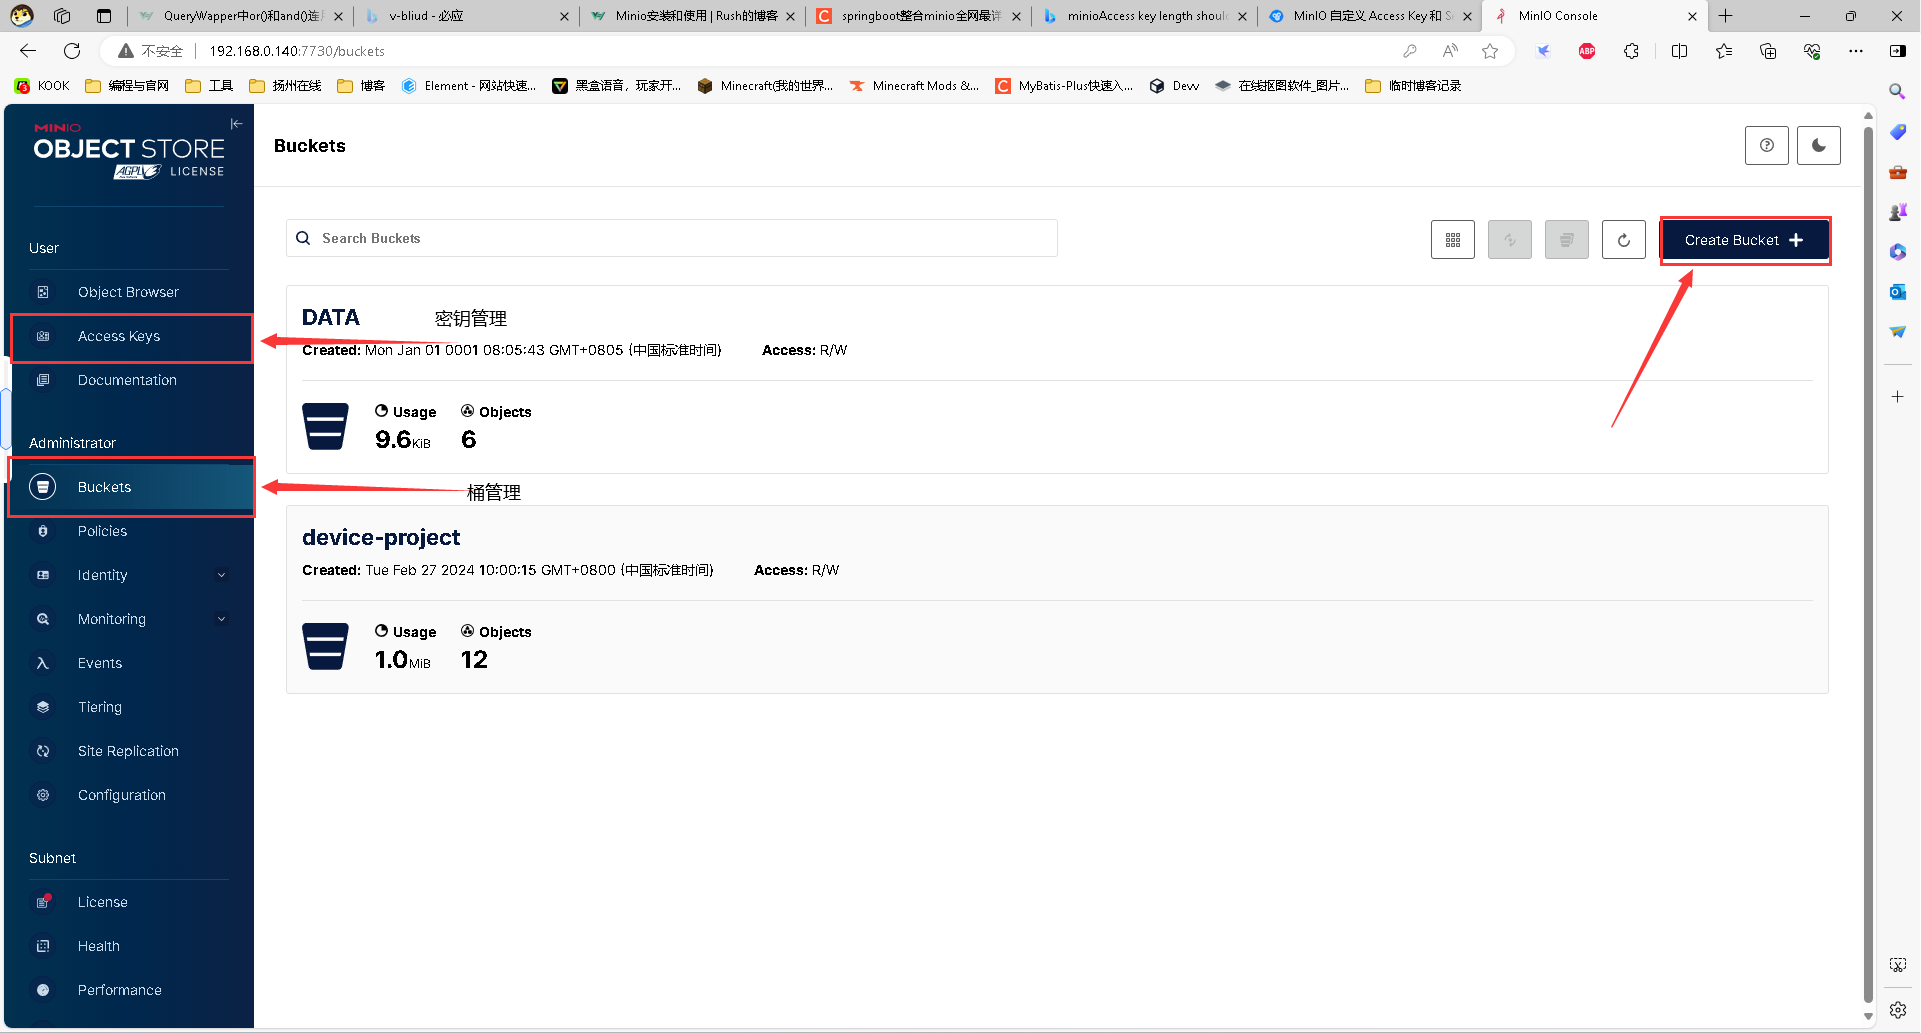 QueryWapper中or()和and()连
v-bliud - 必应
Minio安装和使用 | Rush的博客
springboot整合minio全网最详
minioAccess key length shoul
MinIO 自定义 Access Key 和 S
MinIO Console
不安全
192.168.0.140:7730/buckets
ABP
KOOK
编程与官网
工具
扬州在线
博客
Element - 网站快速...
黑盒语音，玩家开...
Minecraft(我的世界...
Minecraft Mods &...
MyBatis-Plus快速入...
Devv
在线抠图软件_图片...
临时博客记录
MINIO
OBJECT STORE
AGPLv3 LICENSE
User
Object Browser
Access Keys
Documentation
Administrator
Buckets
Policies
Identity
Monitoring
Events
Tiering
Site Replication
Configuration
Subnet
License
Health
Performance
Buckets
Search Buckets
Create Bucket
DATA
密钥管理
Created: Mon Jan 01 0001 08:05:43 GMT+0805 (中国标准时间) Access: R/W
Usage Objects
9.6KiB 6
桶管理
device-project
Created: Tue Feb 27 2024 10:00:15 GMT+0800 (中国标准时间) Access: R/W
Usage Objects
1.0MiB 12